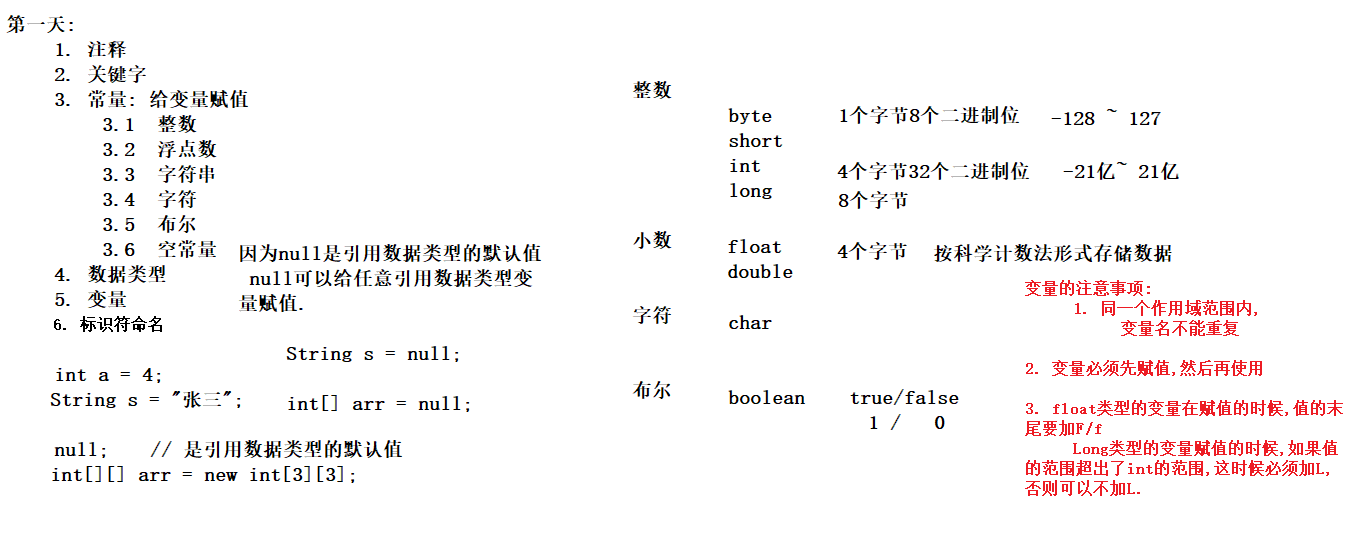 第一天:
1. 注释
2. 关键字
3. 常量: 给变量赋值
3.1 整数
3.2 浮点数
3.3 字符串
3.4 字符
3.5 布尔
3.6 空常量
因为null是引用数据类型的默认值
null可以给任意引用数据类型变
量赋值.
4. 数据类型
5. 变量
6. 标识符命名
String s = null;
int a = 4;
String s = "张三";
int[] arr = null;
null; // 是引用数据类型的默认值
int[][] arr = new int[3][3];
整数
byte 1个字节8个二进制位 -128 ~ 127
short
int 4个字节32个二进制位 -21亿~ 21亿
long 8个字节
小数
float 4个字节 按科学计数法形式存储数据
double
字符
char
布尔
boolean true/false
1 / 0
变量的注意事项:
1. 同一个作用域范围内,
变量名不能重复
2. 变量必须先赋值,然后再使用
3. float类型的变量在赋值的时候,值的末
尾要加F/f
Long类型的变量赋值的时候,如果值
的范围超出了int的范围,这时候必须加L,
否则可以不加L.